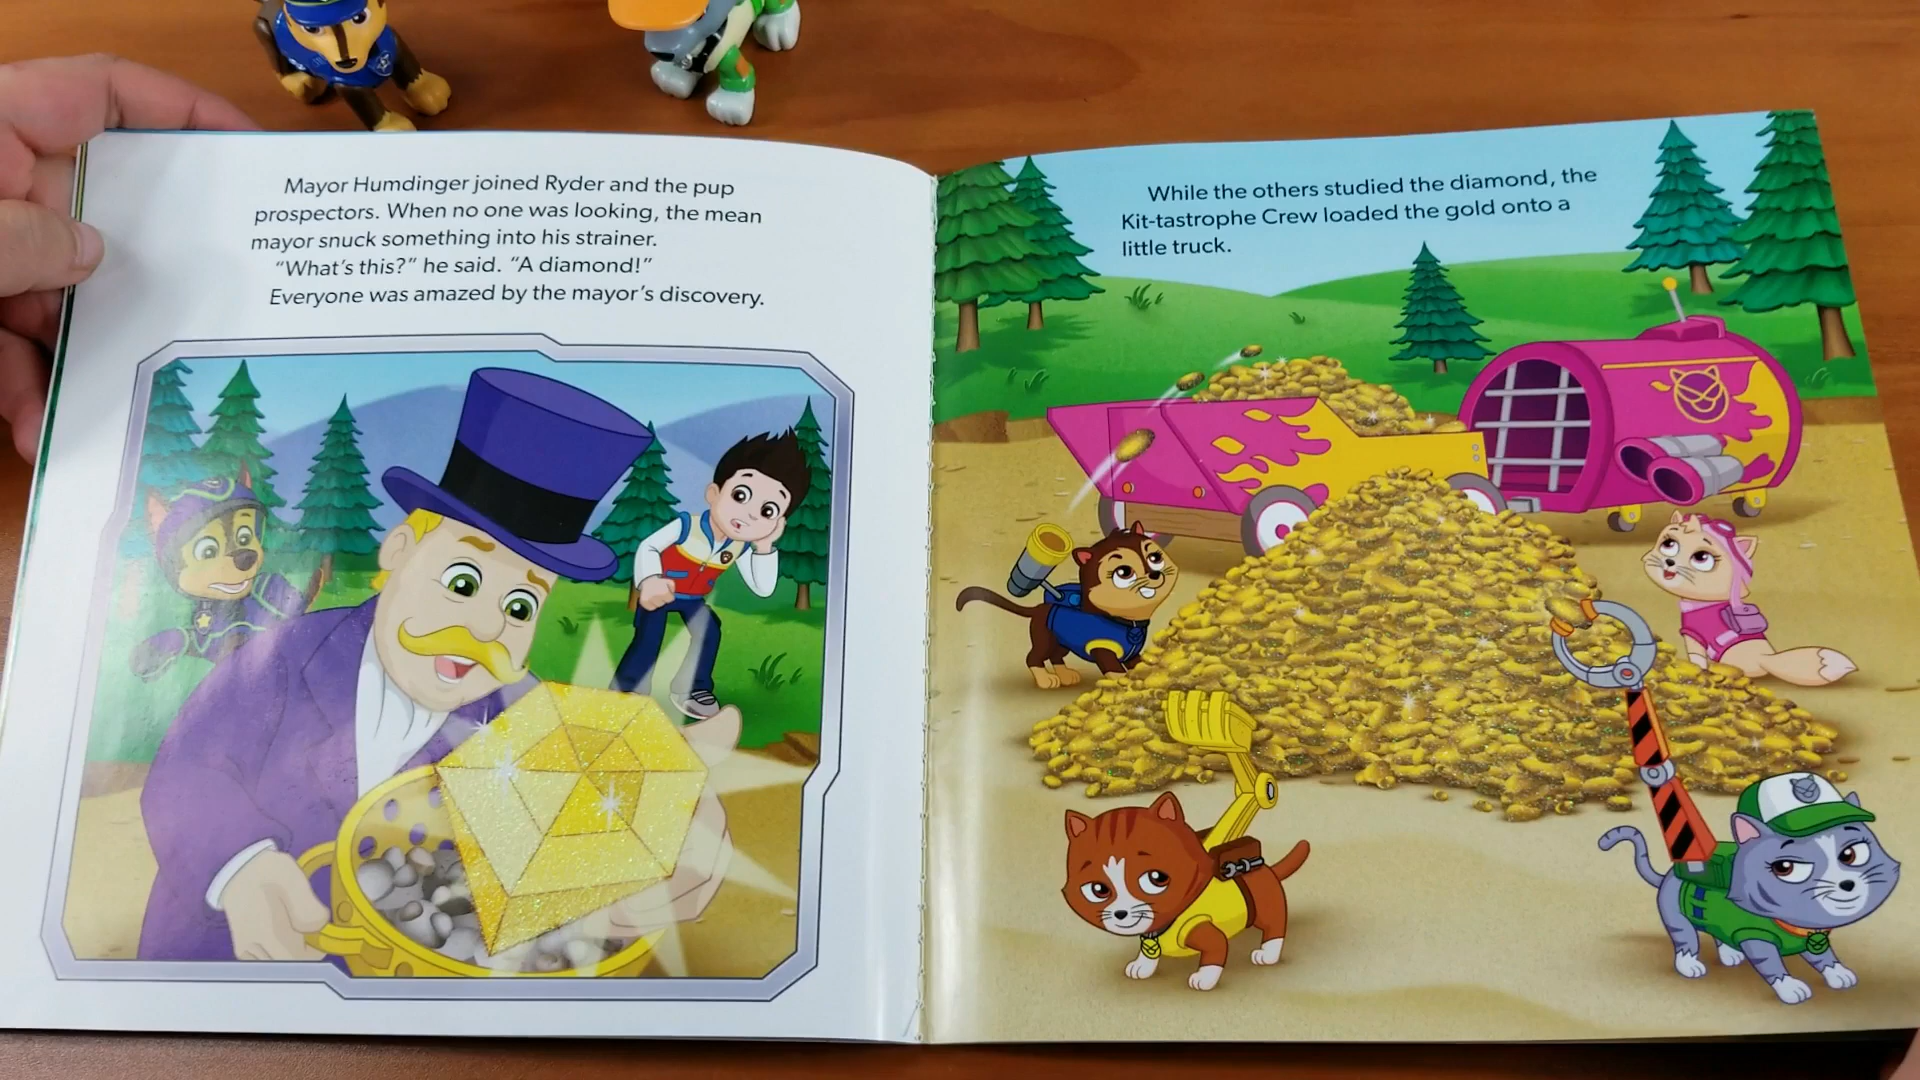 Mayor Humdinger joined Ryder and the pup
prospectors. When no one was looking, the mean
mayor snuck something into his strainer.
“What’s this?” he said. “A diamond!”
Everyone was amazed by the mayor’s discovery.
While the others studied the diamond, the
Kit-tastrophe Crew loaded the gold onto a
little truck.